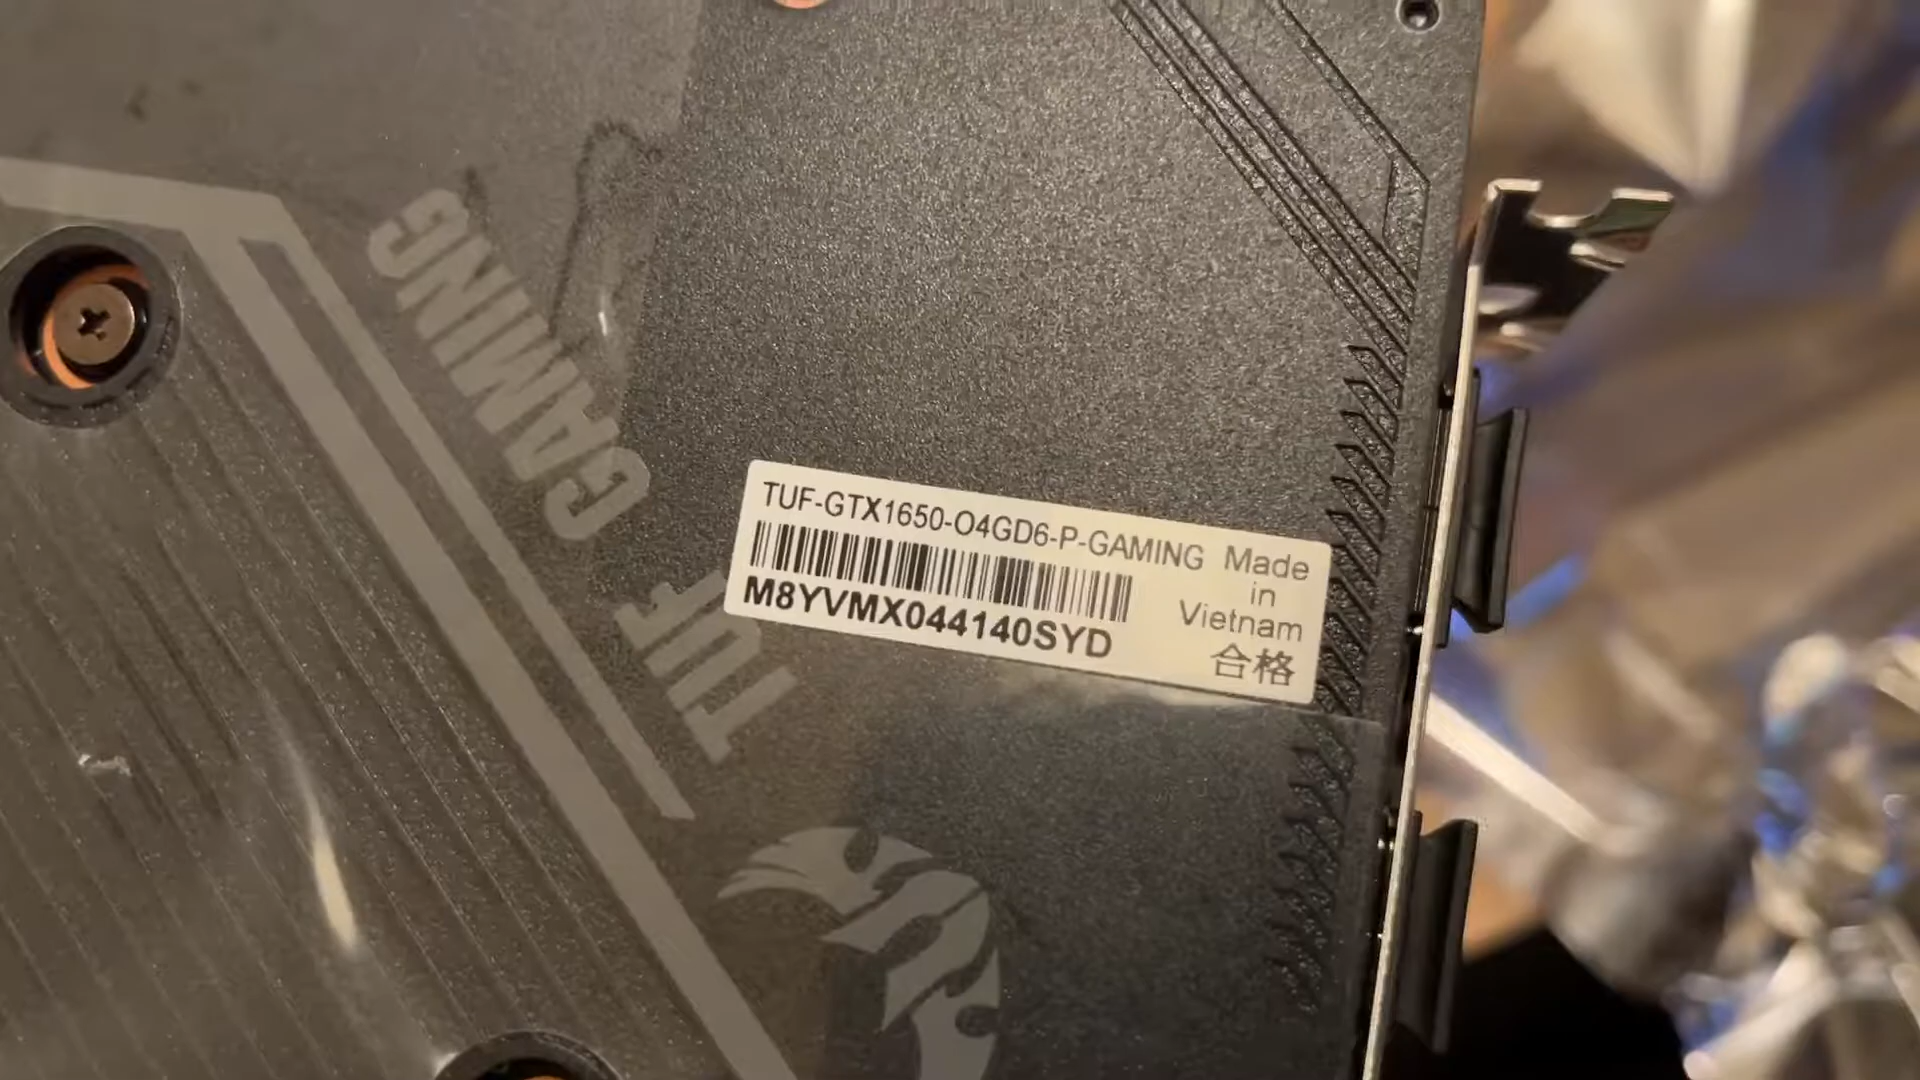 TUF GAMING
TUF-GTX1650-O4GD6-P-GAMING
M8YVMX044140SYD
Made
in
Vietnam
合格